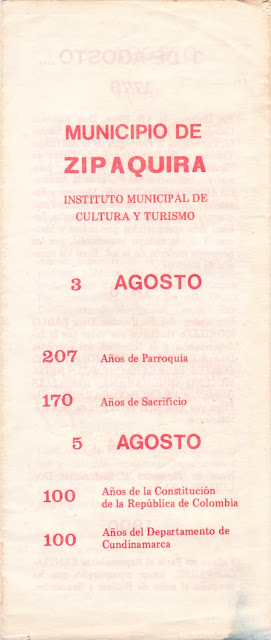 MUNICIPIO DE
ZIPAQUIRA
INSTITUTO MUNICIPAL DE
CULTURA Y TURISMO
3 AGOSTO
207 Años de Parroquia
170 Años de Sacrificio
5 AGOSTO
100 Años de la Constitución
de la República de Colombia
100 Años del Departamento de
Cundinamarca